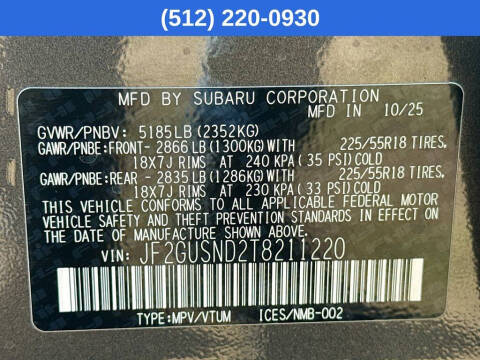 (512) 220-0930
MFD BY SUBARU CORPORATION 10/25
GVWR/PNBV: 5185LB(2352KG)
GAWR/PNBE:FRONT- 2866 LB (1300KG)WITH 225/55R18 TIRES.
18X7J RIMS AT 240 KPA(35 PSI)COLD
GAWR/PNBE:REAR - 2835 LB (1286KG)WITH 225/55R18 TIRES.
18X7J RIMS AT 230 KPA(33 PSI)COLD
THIS VEHICLE CONFORMS TO ALL APPLICABLE FEDERAL MOTOR
VEHICLE SAFETY AND THEFT PREVENTION STANDARDS
IN EFFECT ON THE DATE OF MANUFACTURE SHOWN ABOVE.
VIN: JF2GUSND2T8211220
TYPE:MPV/VTUM ICES/NMB-002